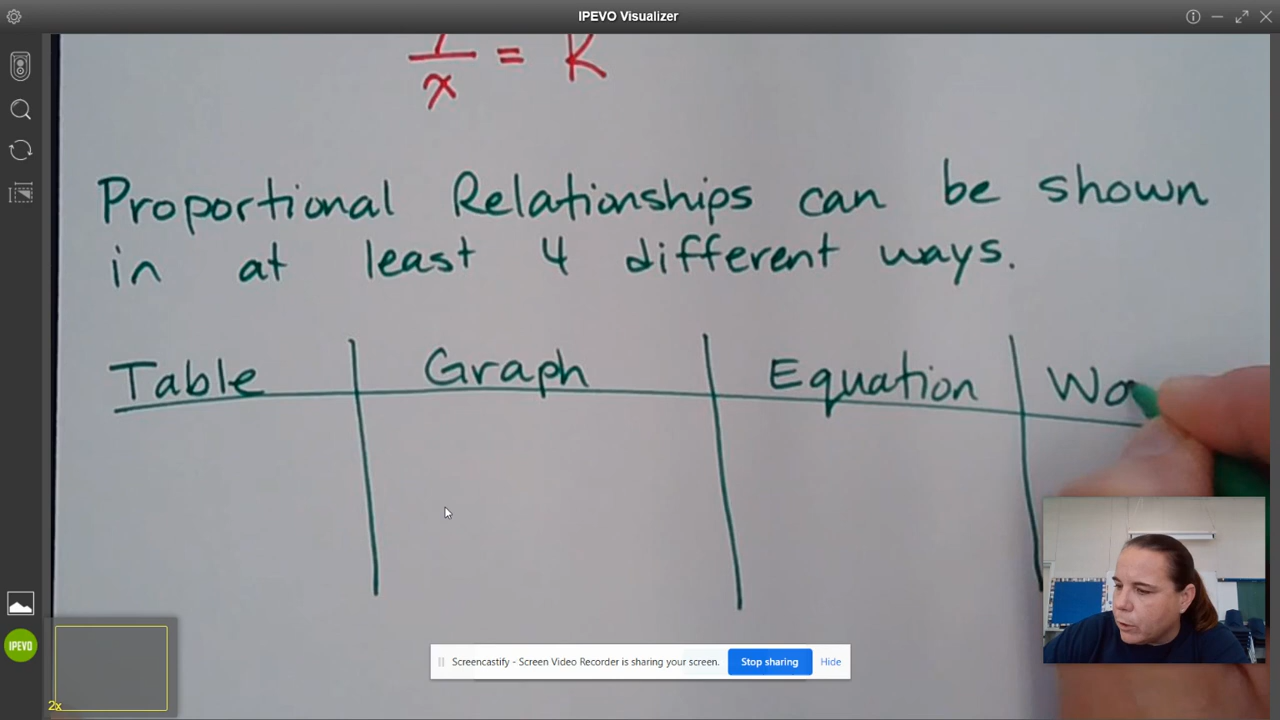 IPEVO Visualizer
x = K
Proportional Relationships can be shown
in at least 4 different ways.
Table Graph Equation Wo
Screencastify - Screen Video Recorder is sharing your screen. Stop sharing Hide
IPEVO
2x